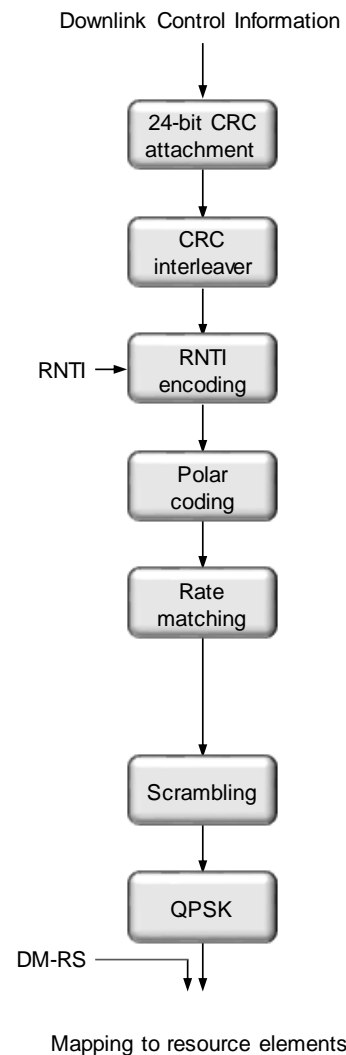 Downlink Control Information
24-bit CRC
attachment
CRC
interleaver
RNTI
RNTI
encoding
Polar
coding
Rate
matching
Scrambling
QPSK
DM-RS
Mapping to resource elements